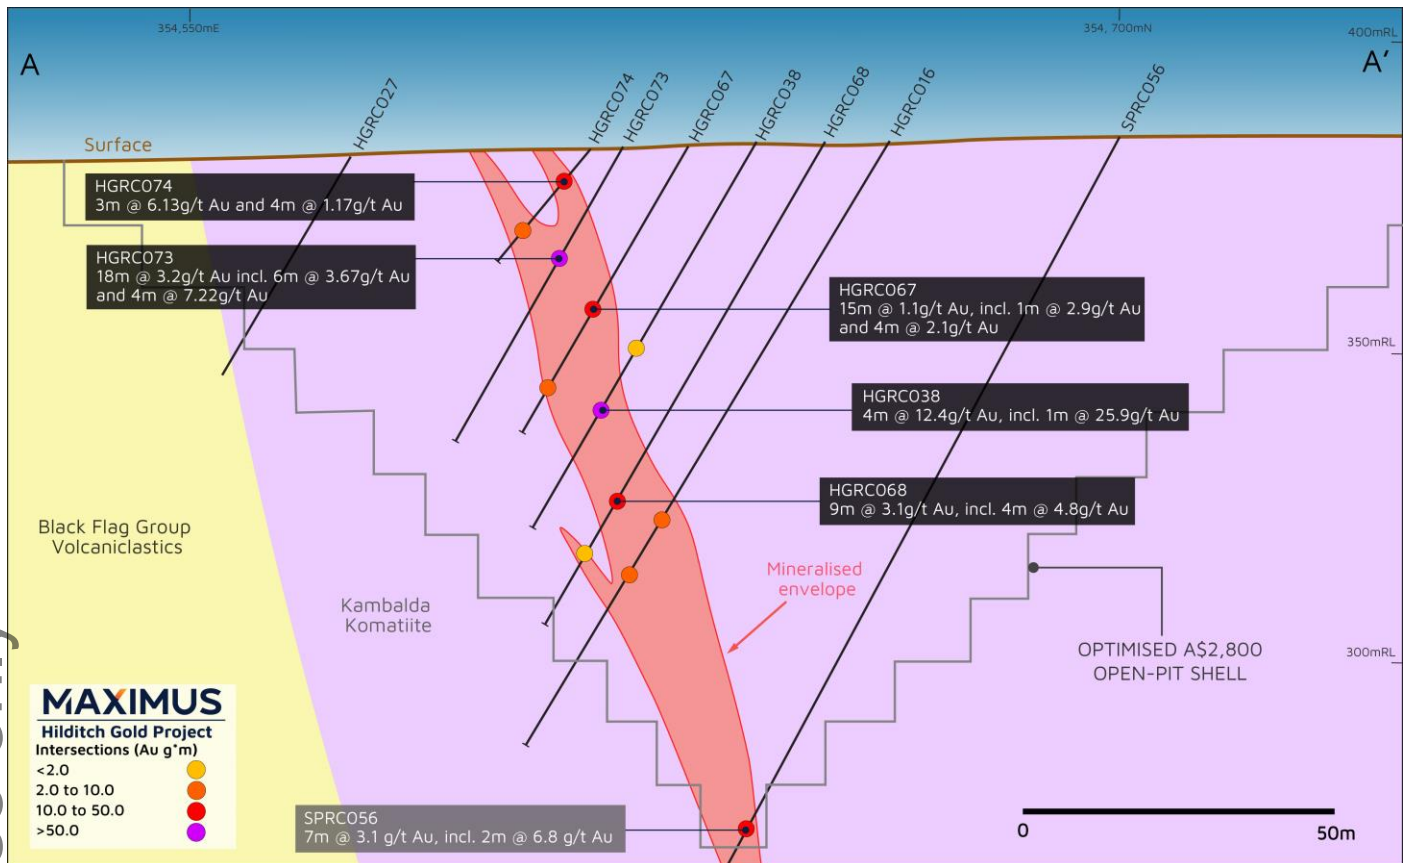 354,550mE
354, 700mN
400mRL
A
A'
HGRC027
HGRC074
HGRC073
HGRC067
HGRC038
HGRC068
HGRC016
SPRC056
Surface
HGRC074
3m @ 6.13g/t Au and 4m @ 1.17g/t Au
HGRC073
18m @ 3.2g/t Au incl. 6m @ 3.67g/t Au
and 4m @ 7.22g/t Au
HGRC067
15m @ 1.1g/t Au, incl. 1m @ 2.9g/t Au
and 4m @ 2.1g/t Au
350mRL
HGRC038
4m @ 12.4g/t Au, incl. 1m @ 25.9g/t Au
HGRC068
9m @ 3.1g/t Au, incl. 4m @ 4.8g/t Au
Black Flag Group
Volcaniclastics
Kambalda
Komatiite
Mineralised
envelope
OPTIMISED A$2,800
OPEN-PIT SHELL
300mRL
MAXIMUS
Hilditch Gold Project
Intersections (Au g*m)
<2.0
2.0 to 10.0
10.0 to 50.0
>50.0
SPRC056
7m @ 3.1 g/t Au, incl. 2m @ 6.8 g/t Au
0
50m